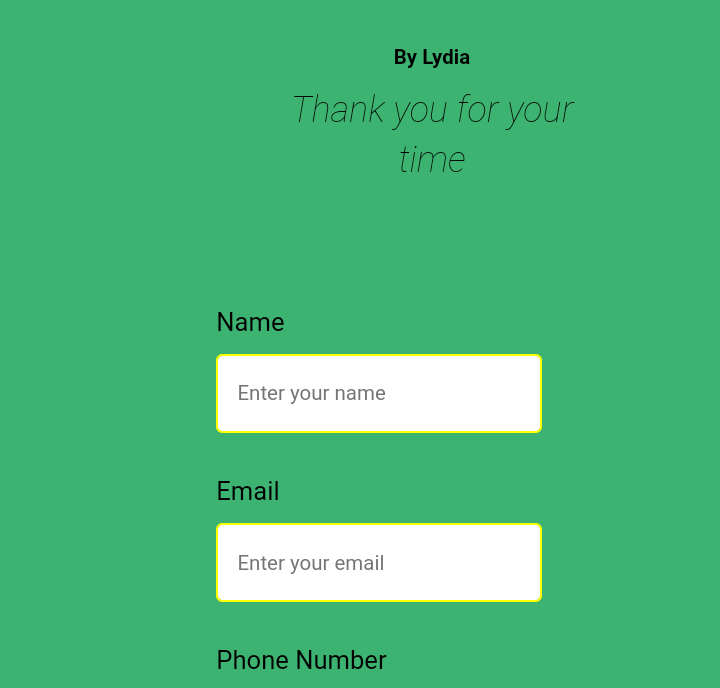 By Lydia
Thank you for your
time
Name
Enter your name
Email
Enter your email
Phone Number